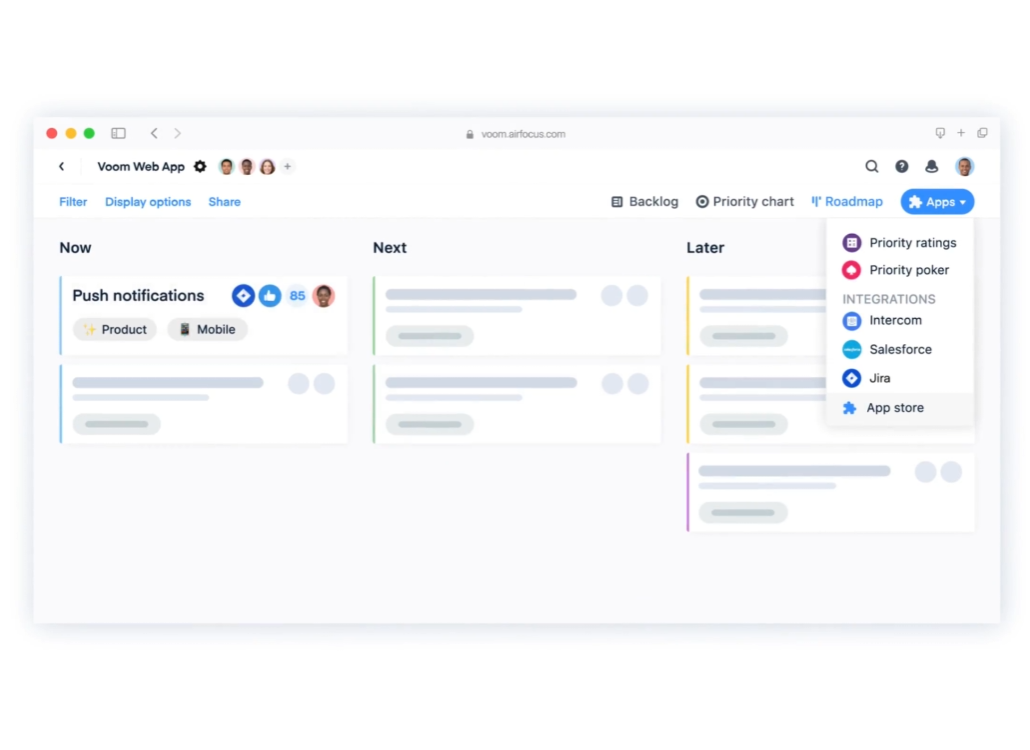 voom.airfocus.com
Voom Web App
Filter Display options Share Backlog Priority chart Roadmap Apps
Now Next Later
Priority ratings
Priority poker
INTEGRATIONS
Intercom
Salesforce
Jira
App store
Push notifications 85
Product Mobile